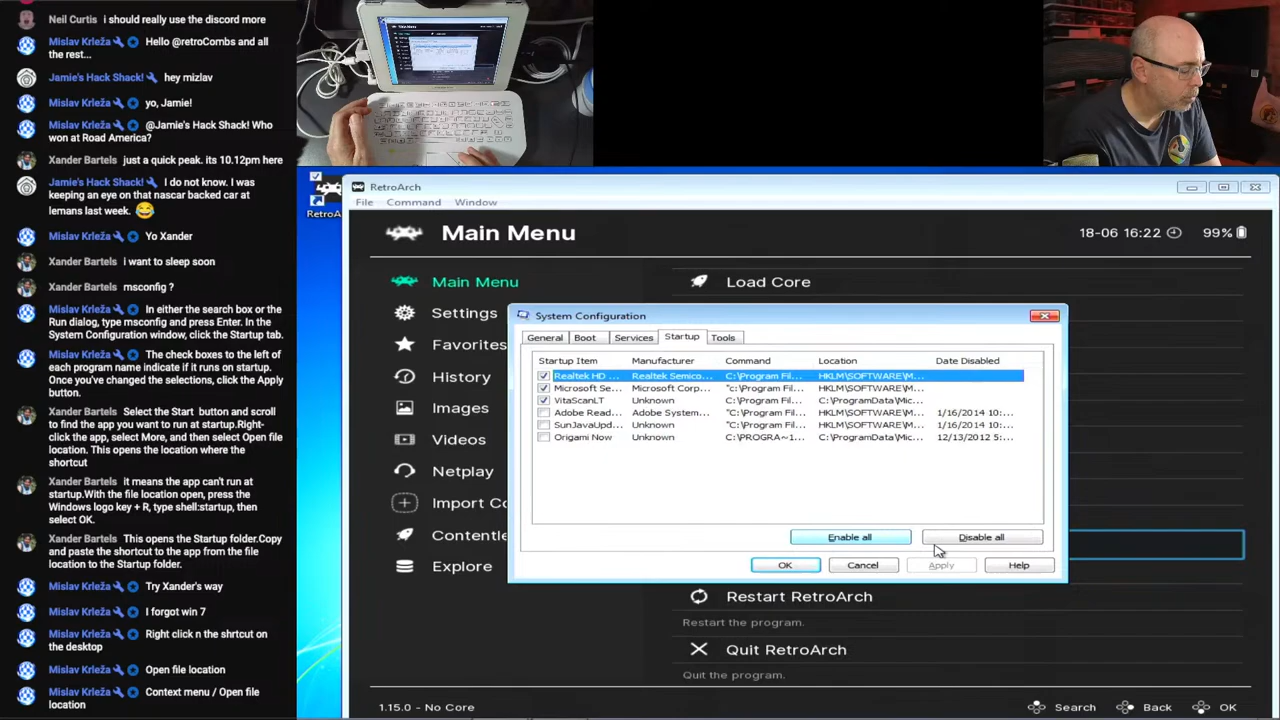 Neil Curtis i should really use the discord more
Mislav Krleža yo @GuinoCombs and all
the rest...
Jamie's Hack Shack! hey mizlav
Mislav Krleža yo, Jamie!
Mislav Krleža @Jamie's Hack Shack! Who
won at Road America?
Xander Bartels just a quick peak. its 10.12pm here
Jamie's Hack Shack! I do not know. I was
keeping an eye on that nascar backed car at
lemans last week. 😂
Mislav Krleža Yo Xander
Xander Bartels i want to sleep soon
Xander Bartels msconfig ?
Mislav Krleža In either the search box or the
Run dialog, type msconfig and press Enter. In the
System Configuration window, click the Startup tab.
Mislav Krleža The check boxes to the left of
each program name indicate if it runs on startup.
Once you have changed selections, click the Apply
button.
Xander Bartels Select the Start button and scroll
to find the app you want to run at startup.Right-
click the app, select More, and then select Open file
location. This opens the location where the
shortcut
Xander Bartels it means the app can't run at
startup.With the file location open, press the
Windows logo key + R, type shell:startup, then
select OK.
Xander Bartels This opens the Startup folder.Copy
and paste the shortcut to the app from the file
location to the Startup folder.
Mislav Krleža Try Xander's way
Mislav Krleža I forgot win 7
Mislav Krleža Right click n the shrtcut on
the desktop
Mislav Krleža Open file location
Mislav Krleža Context menu / Open file
location
RetroA
RetroArch
File Command Window
Main Menu
18-06 16:22 99%
Main Menu
Settings
Favorites
History
Images
Videos
Netplay
Import Co
Contentle
Explore
Load Core
System Configuration
General Boot Services Startup Tools
Startup Item Manufacturer Command Location Date Disabled
Realtek HD ... Realtek Semico... C:\Program Fil... HKLM\SOFTWARE\M...
Microsoft Se... Microsoft Corp... "c:\Program Fil... HKLM\SOFTWARE\M...
VitaScanLT Unknown C:\Program Fil... C:\ProgramData\Mic...
Adobe Read... Adobe System... "C:\Program Fil... HKLM\SOFTWARE\M... 1/16/2014 10:...
SunJavaUpd... Unknown "C:\Program Fil... HKLM\SOFTWARE\M... 1/16/2014 10:...
Origami Now Unknown C:\PROGRA~1... C:\ProgramData\Mic... 12/13/2012 5:...
Enable all Disable all
OK Cancel Apply Help
Restart RetroArch
Restart the program.
Quit RetroArch
Quit the program.
1.15.0 - No Core
Search Back OK